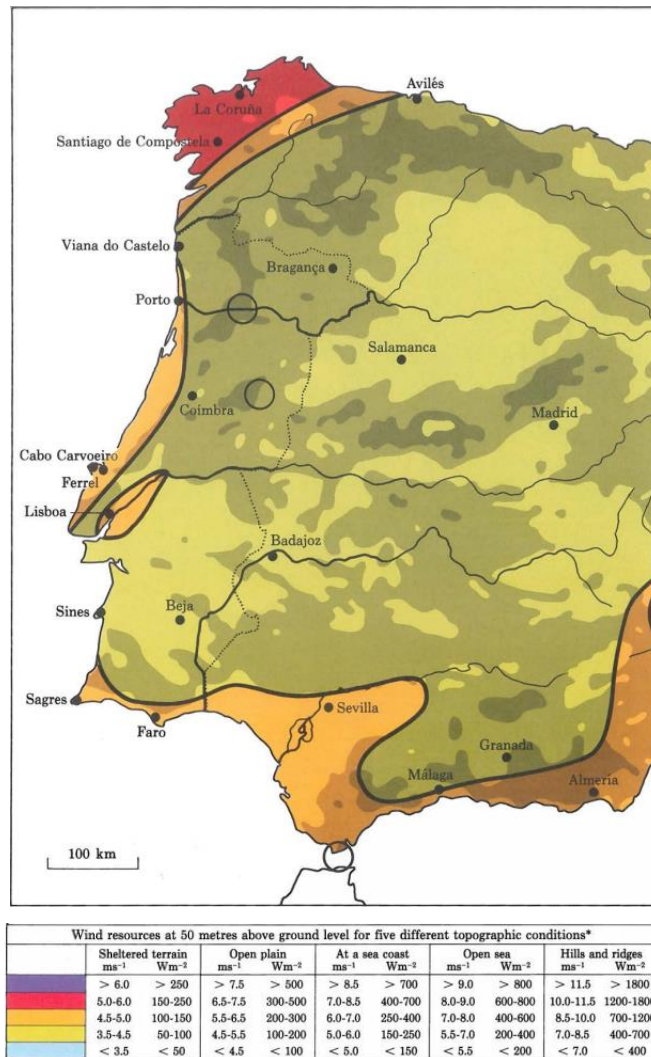 Avilés
La Coruña
Santiago de Compostela
Viana do Castelo
Bragança
Porto
Salamanca
Coimbra
Madrid
Cabo Carvoeiro
Ferrel
Lisboa
Badajoz
Sines
Beja
Sagres
Sevilla
Faro
Granada
Málaga
Almería
100 km
Wind resources at 50 metres above ground level for five different topographic conditions*
Sheltered terrain Open plain At a sea coast Open sea Hills and ridges
ms⁻¹ Wm⁻² ms⁻¹ Wm⁻² ms⁻¹ Wm⁻² ms⁻¹ Wm⁻² ms⁻¹ Wm⁻²
> 6.0 > 250 > 7.5 > 500 > 8.5 > 700 > 9.0 > 800 > 11.5 > 1800
5.0-6.0 150-250 6.5-7.5 300-500 7.0-8.5 400-700 8.0-9.0 600-800 10.0-11.5 1200-1800
4.5-5.0 100-150 5.5-6.5 200-300 6.0-7.0 250-400 7.0-8.0 400-600 8.5-10.0 700-1200
3.5-4.5 50-100 4.5-5.5 100-200 5.0-6.0 150-250 5.5-7.0 200-400 7.0-8.5 400-700
< 3.5 < 50 < 4.5 < 100 < 5.0 < 150 < 5.5 < 200 < 7.0 < 400